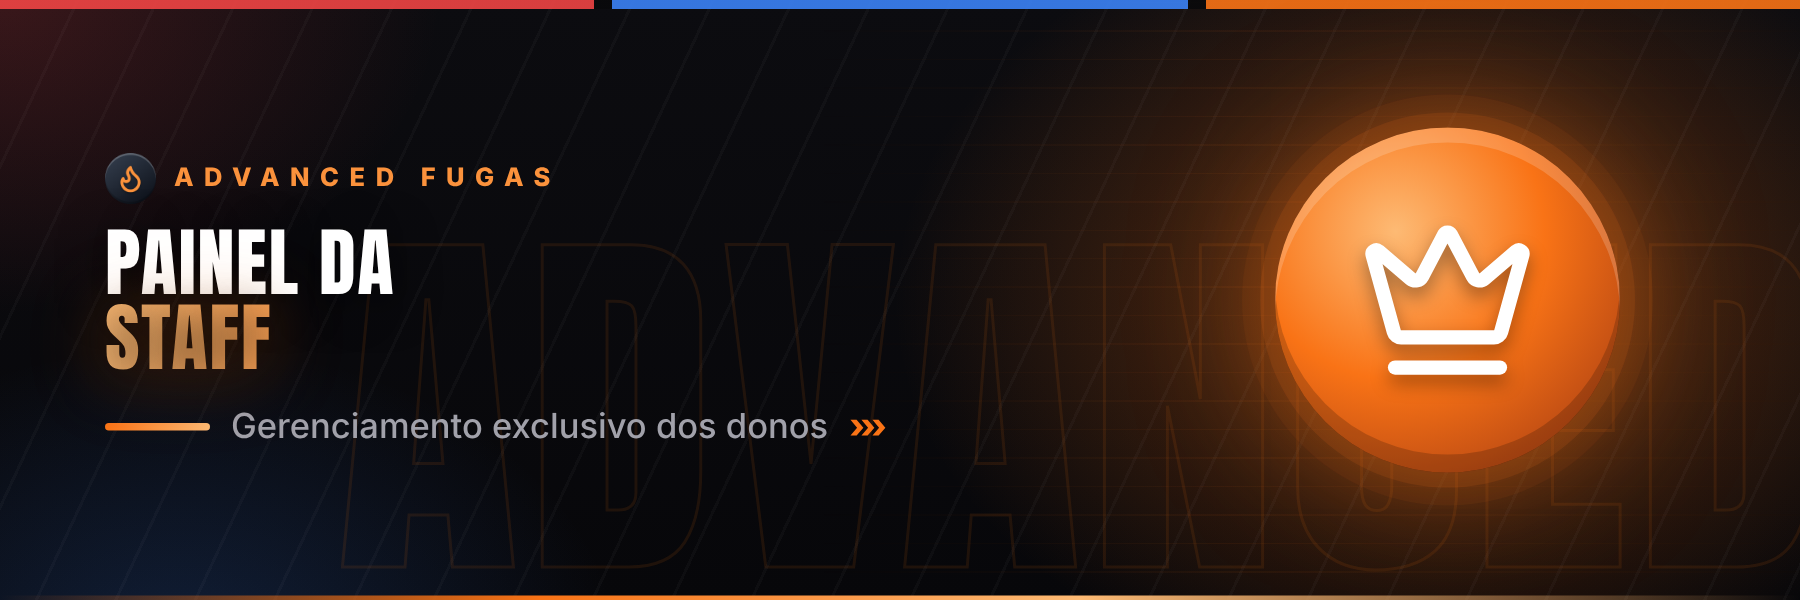 ADVANCED FUGAS
PAINEL DA
STAFF
Gerenciamento exclusivo dos donos
ADVANCED